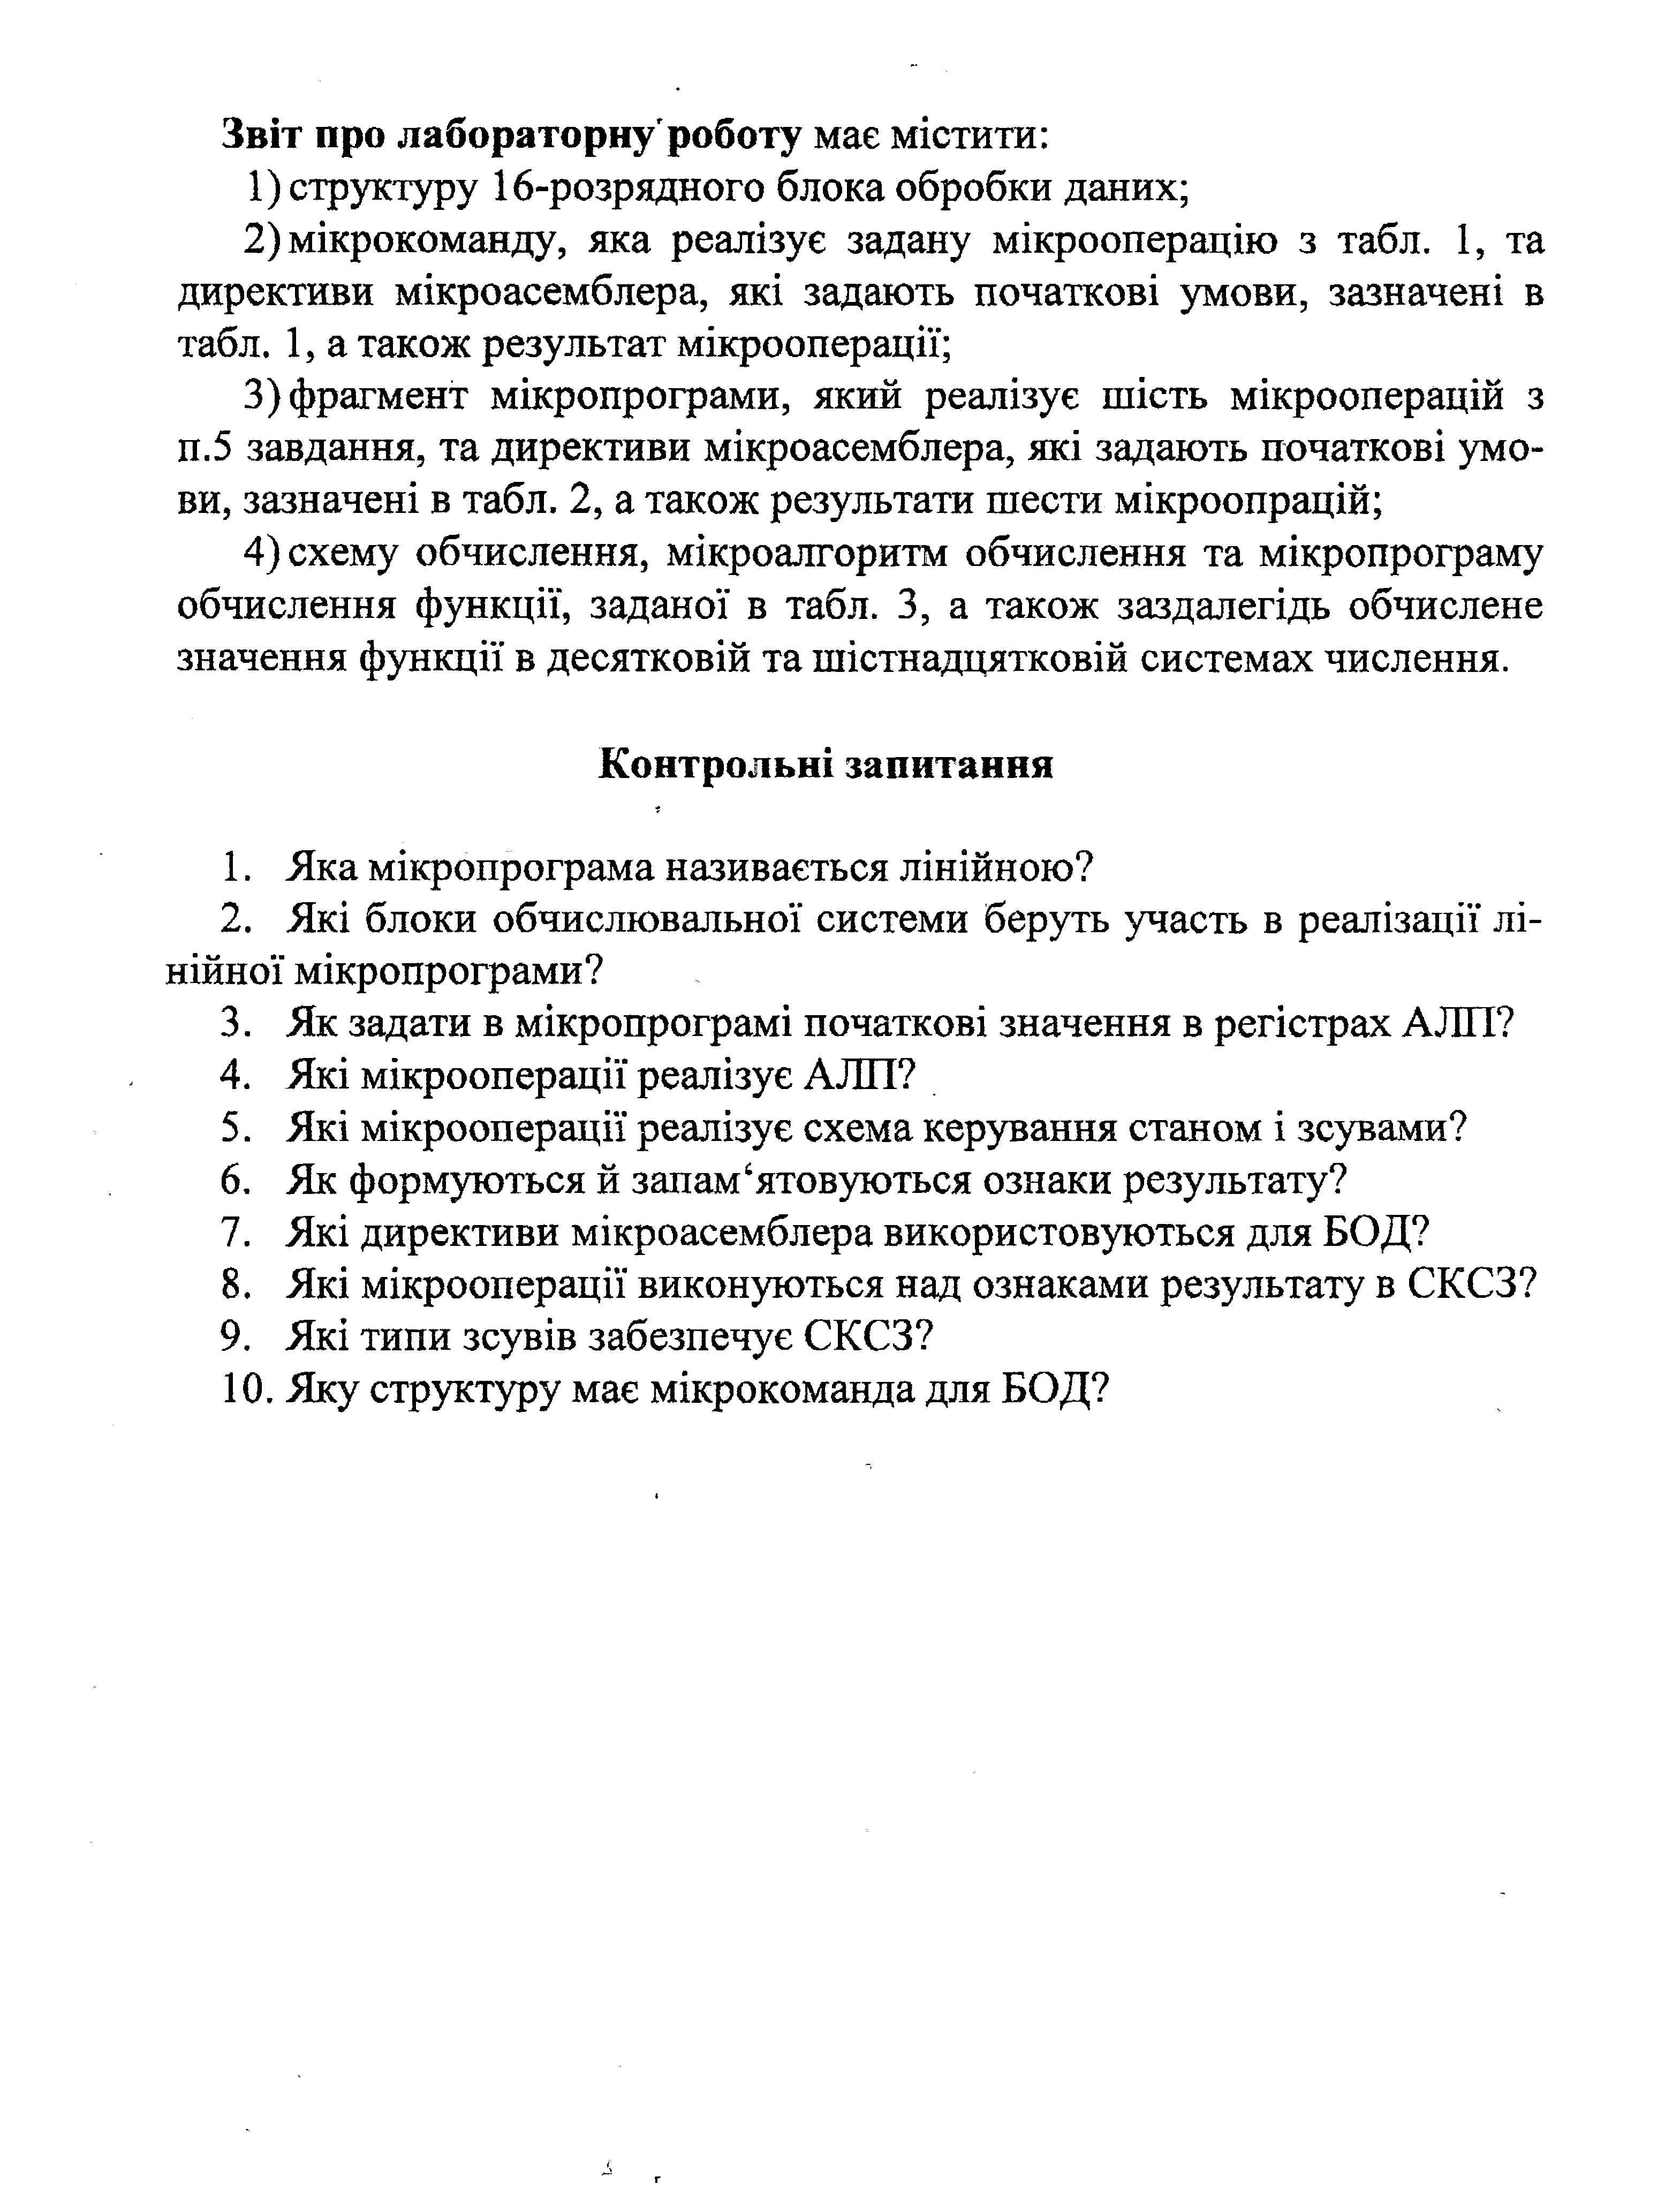 Звіт про лабораторну роботу має містити:
1) структуру 16-розрядного блока обробки даних;
2) мікрокоманду, яка реалізує задану мікрооперацію з табл. 1, та
директиви мікроасемблера, які задають початкові умови, зазначені в
табл. 1, а також результат мікрооперації;
3) фрагмент мікропрограми, який реалізує шість мікрооперацій з
п.5 завдання, та директиви мікроасемблера, які задають початкові умо-
ви, зазначені в табл. 2, а також результати шести мікроопрацій;
4) схему обчислення, мікроалгоритм обчислення та мікропрограму
обчислення функції, заданої в табл. 3, а також заздалегідь обчислене
значення функції в десятковій та шістнадцятковій системах числення.
Контрольні запитання
1. Яка мікропрограма називається лінійною?
2. Які блоки обчислювальної системи беруть участь в реалізації лі-
нійної мікропрограми?
3. Як задати в мікропрограмі початкові значення в регістрах АЛП?
4. Які мікрооперації реалізує АЛП?
5. Які мікрооперації реалізує схема керування станом і зсувами?
6. Як формуються й запам‘ятовуються ознаки результату?
7. Які директиви мікроасемблера використовуються для БОД?
8. Які мікрооперації виконуються над ознаками результату в СКСЗ?
9. Які типи зсувів забезпечує СКСЗ?
10. Яку структуру має мікрокоманда для БОД?